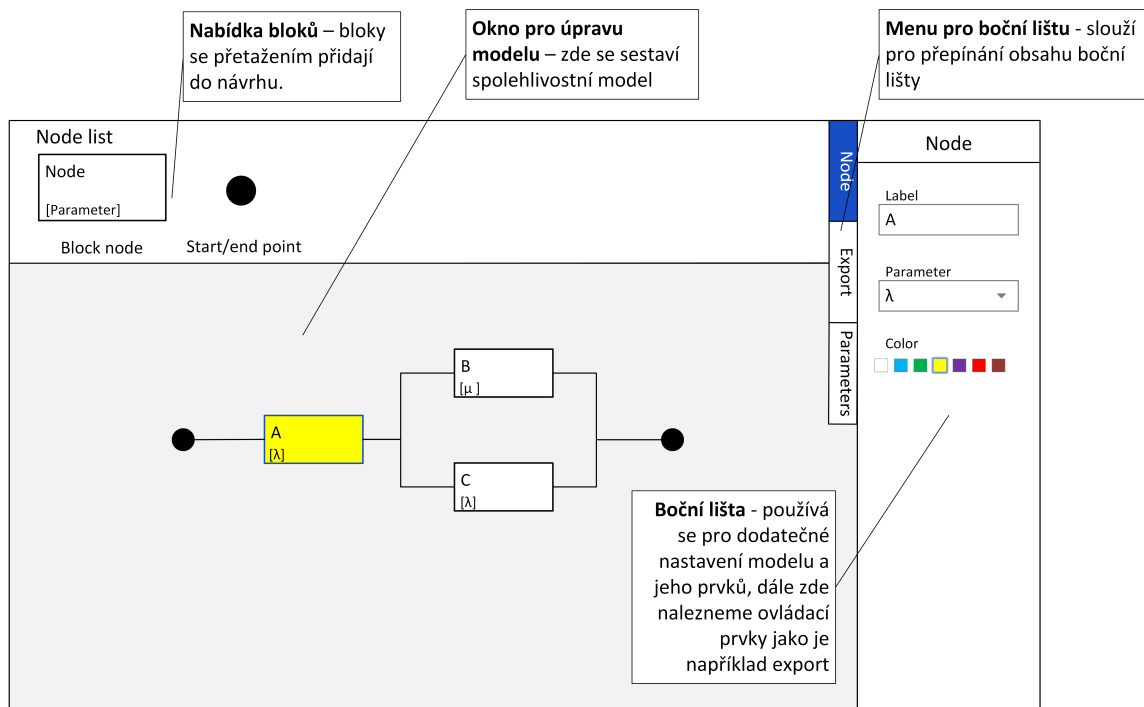 Nabídka bloků – bloky
se přetažením přidají
do návrhu.
Okno pro úpravu
modelu – zde se sestaví
spolehlivostní model
Menu pro boční lištu - slouží
pro přepínání obsahu boční
lišty
Node list
Node
[Parameter]
Block node
Start/end point
Node
Export
Parameters
Node
Label
A
Parameter
λ
Color
A
[λ]
B
[μ ]
C
[λ]
Boční lišta - používá
se pro dodatečné
nastavení modelu a
jeho prvků, dále zde
nalezneme ovládací
prvky jako je
například export